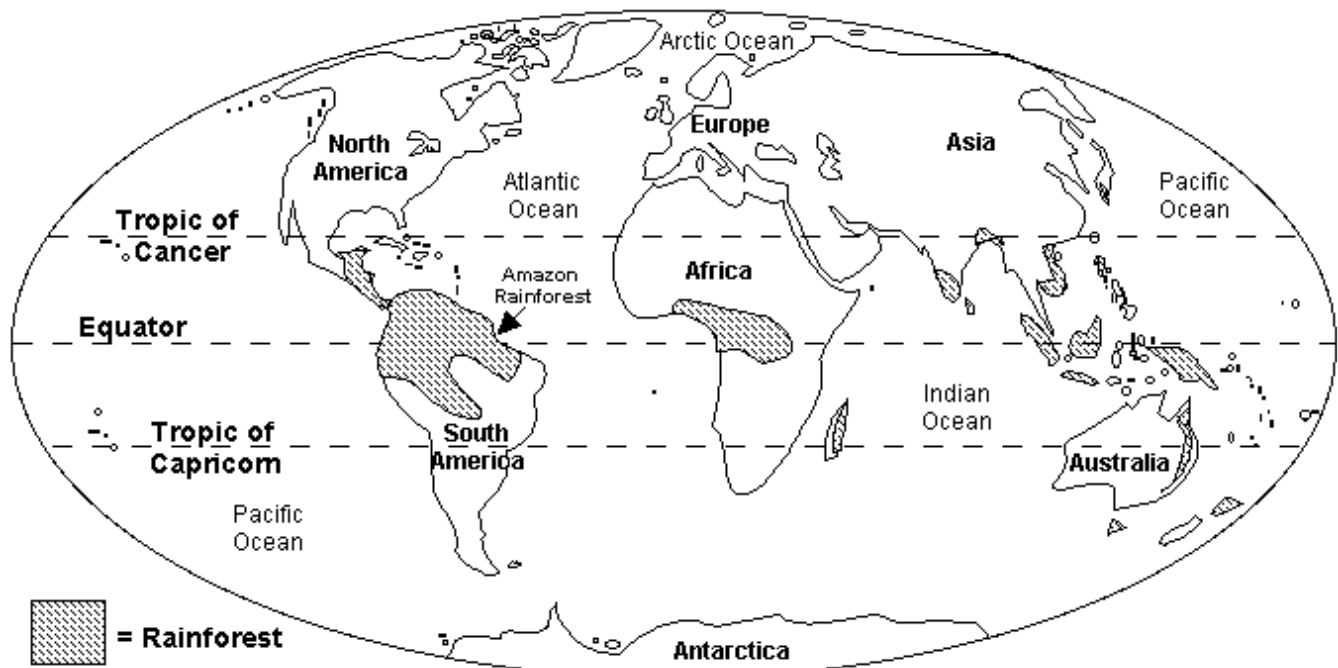 Arctic Ocean
North
America
Europe
Asia
Atlantic
Ocean
Pacific
Ocean
Tropic of
Cancer
Africa
Amazon
Rainforest
Equator
Indian
Ocean
Tropic of
Capricorn
South
America
Australia
Pacific
Ocean
= Rainforest
Antarctica